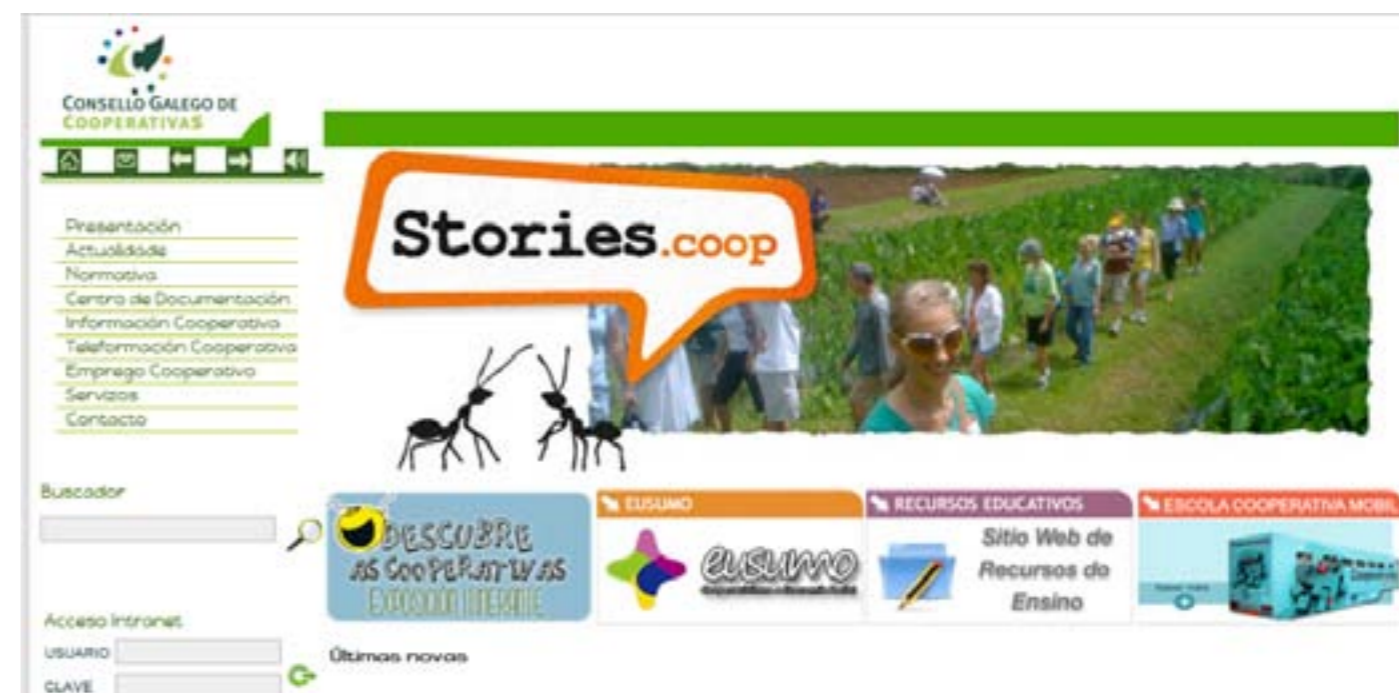 CONSELLO GALEGO DE
COOPERATIVAS
Presentación
Actualidade
Normativa
Centro de Documentación
Información Cooperativa
Teleformación Cooperativa
Emprego Cooperativo
Servizos
Contacto
Buscador
Acceso Intranet
USUARIO
CLAVE
Stories.coop
DESCUBRE
AS COOPERATIVAS
EXPOSICIÓN ITINERANTE
EUSUMO
eusumo
RECURSOS EDUCATIVOS
Sitio Web de
Recursos do
Ensino
ESCOLA COOPERATIVA MOBI
Últimas novas